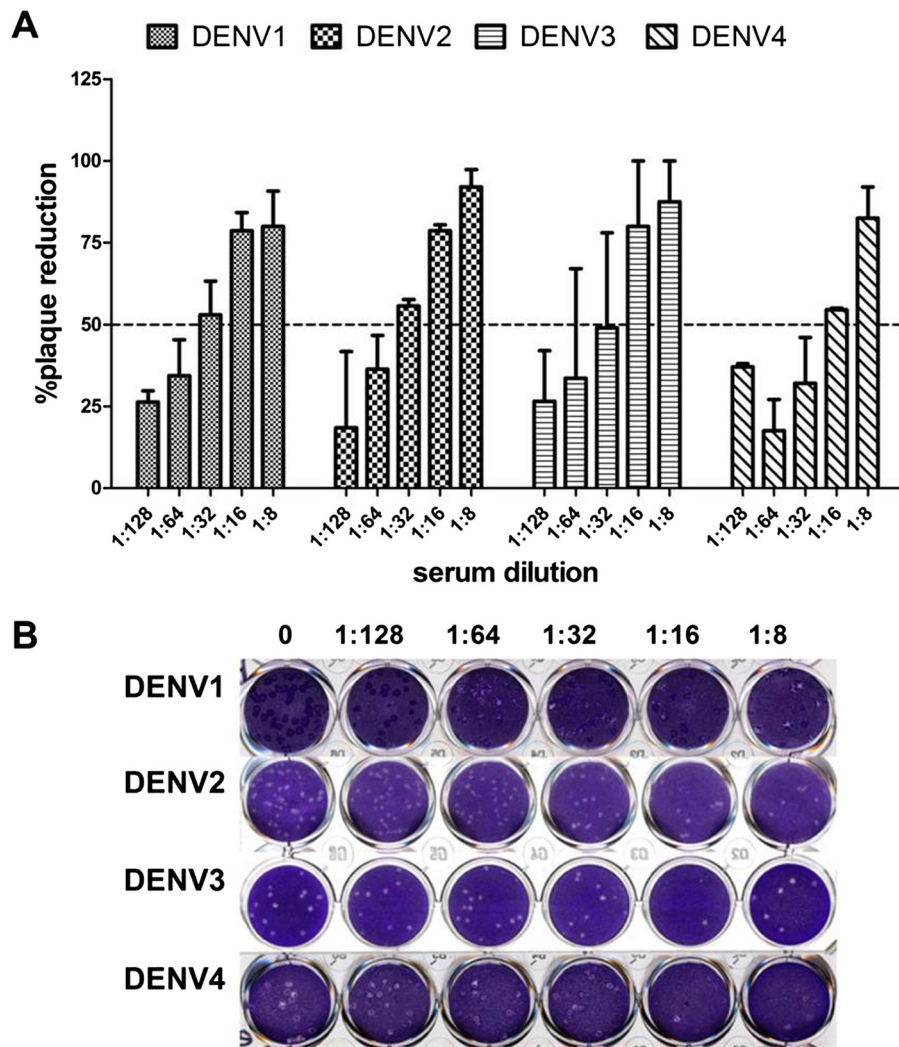 A
DENV1 DENV2 DENV3 DENV4
125
100
75
50
25
0
%plaque reduction
1:128 1:64 1:32 1:16 1:8 1:128 1:64 1:32 1:16 1:8 1:128 1:64 1:32 1:16 1:8 1:128 1:64 1:32 1:16 1:8
serum dilution
B
0 1:128 1:64 1:32 1:16 1:8
DENV1
DENV2
DENV3
DENV4